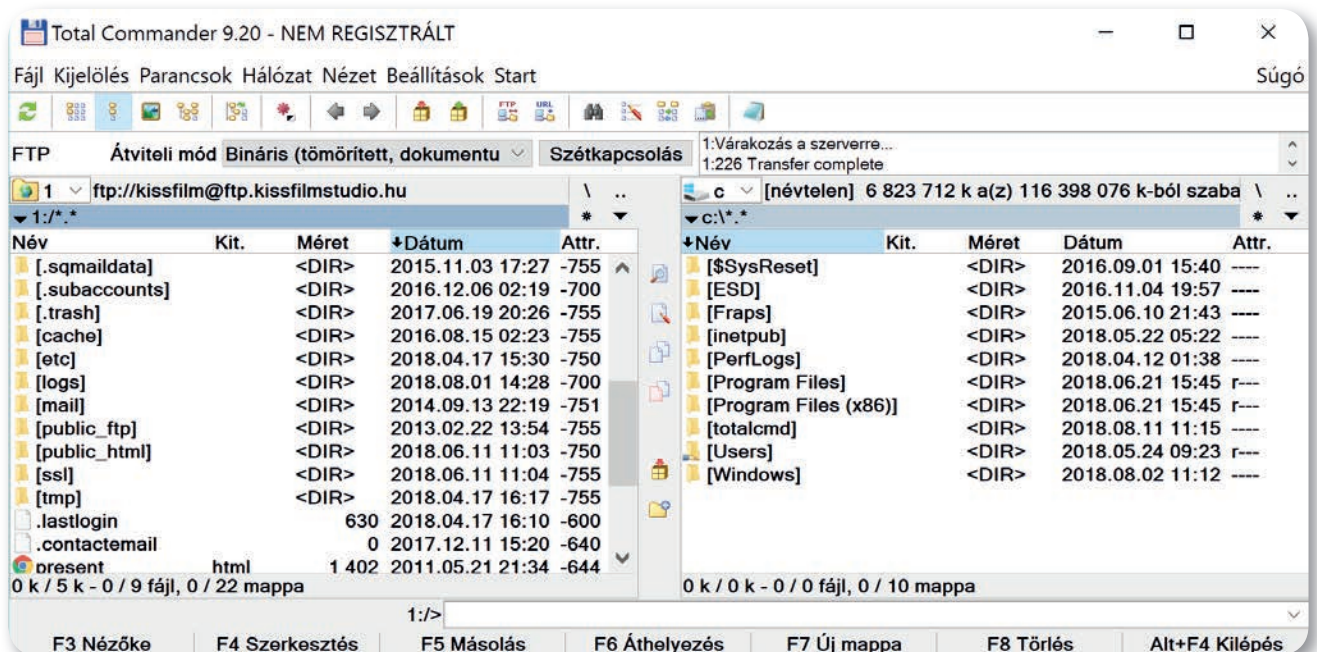 Total Commander 9.20 - NEM REGISZTRÁLT
Fájl Kijelölés Parancsok Hálózat Nézet Beállítások Start Súgó
FTP URL
FTP Átviteli mód Bináris (tömörített, dokumentu Szétkapcsolás
1:Várakozás a szerverre...
1:226 Transfer complete
1 ftp://kissfilm@ftp.kissfilmstudio.hu \ ..
1:/*.* * 
Név Kit. Méret Dátum Attr.
[.sqmaildata] <DIR> 2015.11.03 17:27 -755
[.subaccounts] <DIR> 2016.12.06 02:19 -700
[.trash] <DIR> 2017.06.19 20:26 -755
[cache] <DIR> 2016.08.15 02:23 -755
[etc] <DIR> 2018.04.17 15:30 -750
[logs] <DIR> 2018.08.01 14:28 -700
[mail] <DIR> 2014.09.13 22:19 -751
[public_ftp] <DIR> 2013.02.22 13:54 -755
[public_html] <DIR> 2018.06.11 11:03 -750
[ssl] <DIR> 2018.06.11 11:04 -755
[tmp] <DIR> 2018.04.17 16:17 -755
.lastlogin 630 2018.04.17 16:10 -600
.contactemail 0 2017.12.11 15:20 -640
present html 1 402 2011.05.21 21:34 -644
0 k / 5 k - 0 / 9 fájl, 0 / 22 mappa
c [névtelen] 6 823 712 k a(z) 116 398 076 k-ból szaba \ ..
c:\*.* *
Név Kit. Méret Dátum Attr.
[$SysReset] <DIR> 2016.09.01 15:40 ----
[ESD] <DIR> 2016.11.04 19:57 ----
[Fraps] <DIR> 2015.06.10 21:43 ----
[inetpub] <DIR> 2018.05.22 05:22 ----
[PerfLogs] <DIR> 2018.04.12 01:38 ----
[Program Files] <DIR> 2018.06.21 15:45 r---
[Program Files (x86)] <DIR> 2018.06.21 15:45 r---
[totalcmd] <DIR> 2018.08.11 11:15 ----
[Users] <DIR> 2018.05.24 09:23 r---
[Windows] <DIR> 2018.08.02 11:12 ----
0 k / 0 k - 0 / 0 fájl, 0 / 10 mappa
1:/>
F3 Nézőke F4 Szerkesztés F5 Másolás F6 Áthelyezés F7 Új mappa F8 Törlés Alt+F4 Kilépés